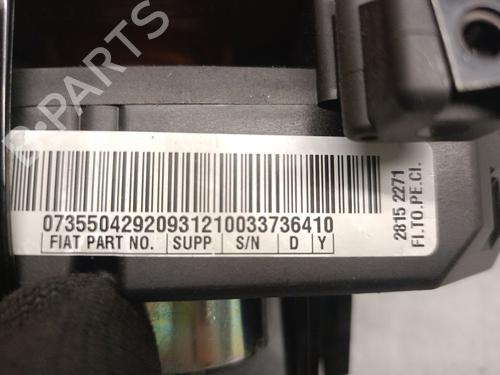 B-PARTS
07355042920931210033736410
FIAT PART NO. SUPP S/N D Y
2815 2271
FI.TO.PE.CI.